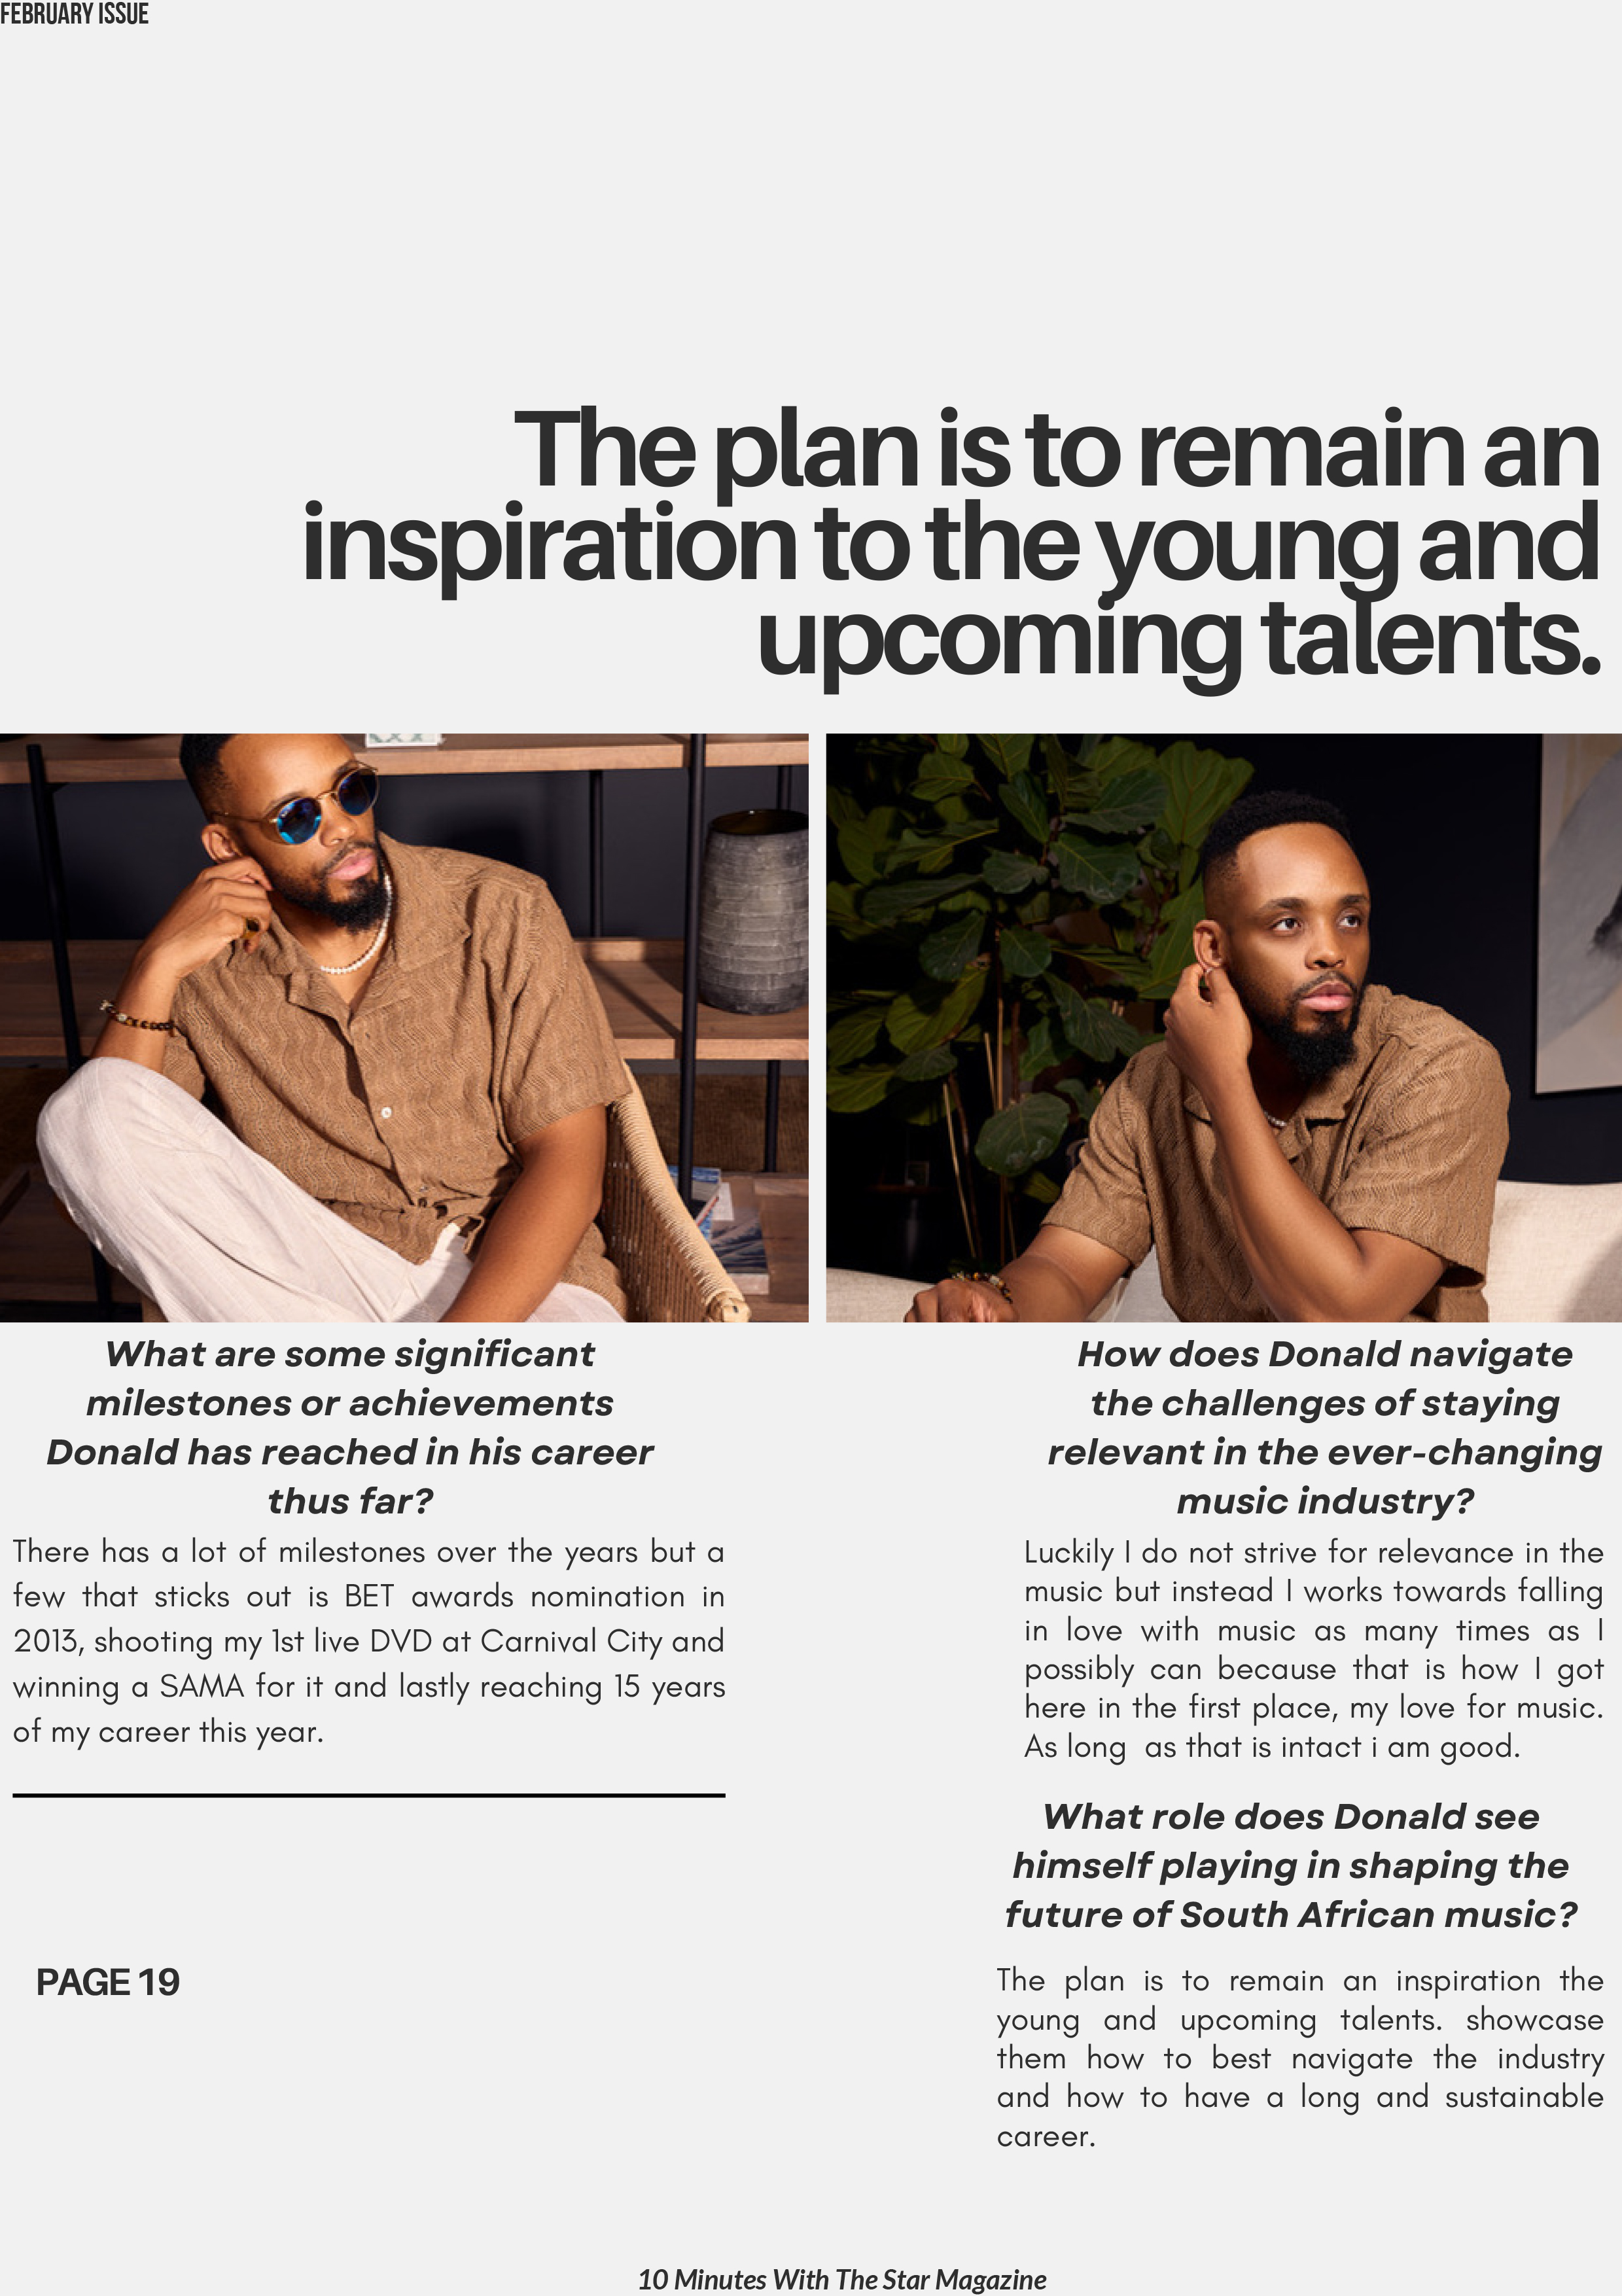 FEBRUARY ISSUE
The plan is to remain an
inspiration to the young and
upcoming talents.
What are some significant
milestones or achievements
Donald has reached in his career
thus far?
There has a lot of milestones over the years but a
few that sticks out is BET awards nomination in
2013, shooting my 1st live DVD at Carnival City and
winning a SAMA for it and lastly reaching 15 years
of my career this year.
PAGE 19
How does Donald navigate
the challenges of staying
relevant in the ever-changing
music industry?
Luckily I do not strive for relevance in the
music but instead I works towards falling
in love with music as many times as I
possibly can because that is how I got
here in the first place, my love for music.
As long  as that is intact i am good.
What role does Donald see
himself playing in shaping the
future of South African music?
The plan is to remain an inspiration the
young and upcoming talents. showcase
them how to best navigate the industry
and how to have a long and sustainable
career.
10 Minutes With The Star Magazine